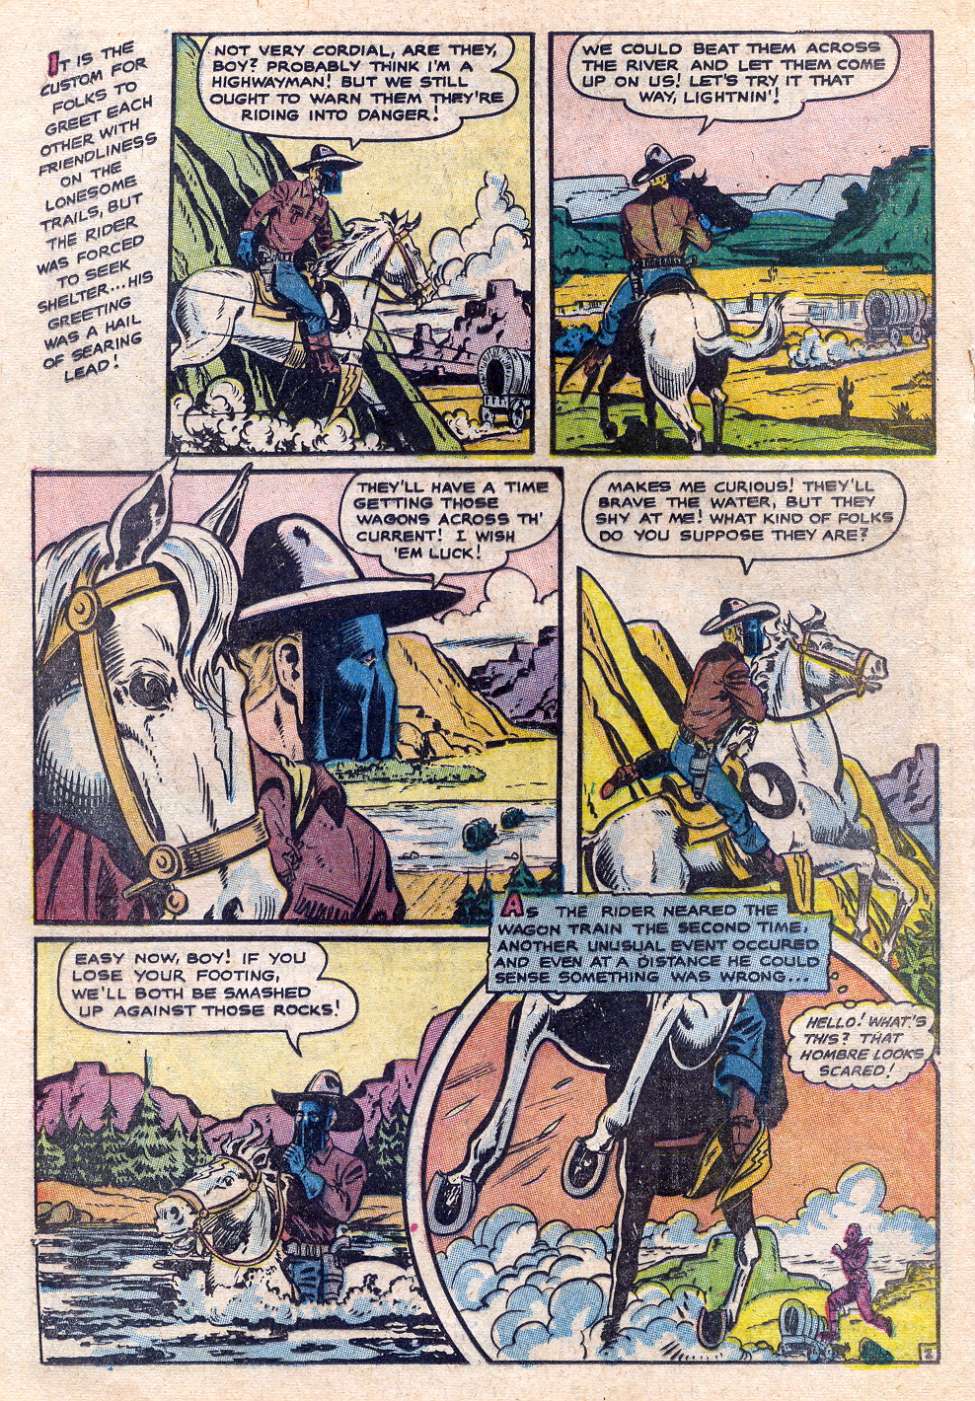 IT IS THE
CUSTOM FOR
FOLKS TO
GREET EACH
OTHER WITH
FRIENDLINESS
ON THE
LONESOME
TRAILS, BUT
THE RIDER
WAS FORCED
TO SEEK
SHELTER... HIS
GREETING
WAS A HAIL
OF SEARING
LEAD!
NOT VERY CORDIAL, ARE THEY,
BOY? PROBABLY THINK I'M A
HIGHWAYMAN! BUT WE STILL
OUGHT TO WARN THEM THEY'RE
RIDING INTO DANGER!
WE COULD BEAT THEM ACROSS
THE RIVER AND LET THEM COME
UP ON US! LET'S TRY IT THAT
WAY, LIGHTNIN'!
THEY'LL HAVE A TIME
GETTING THOSE
WAGONS ACROSS TH'
CURRENT! I WISH
'EM LUCK!
MAKES ME CURIOUS! THEY'LL
BRAVE THE WATER, BUT THEY
SHY AT ME! WHAT KIND OF FOLKS
DO YOU SUPPOSE THEY ARE?
EASY NOW, BOY! IF YOU
LOSE YOUR FOOTING,
WE'LL BOTH BE SMASHED
UP AGAINST THOSE ROCKS!
AS THE RIDER NEARED THE
WAGON TRAIN THE SECOND TIME,
ANOTHER UNUSUAL EVENT OCCURED
AND EVEN AT A DISTANCE HE COULD
SENSE SOMETHING WAS WRONG...
HELLO! WHAT'S
THIS? THAT
HOMBRE LOOKS
SCARED!
2